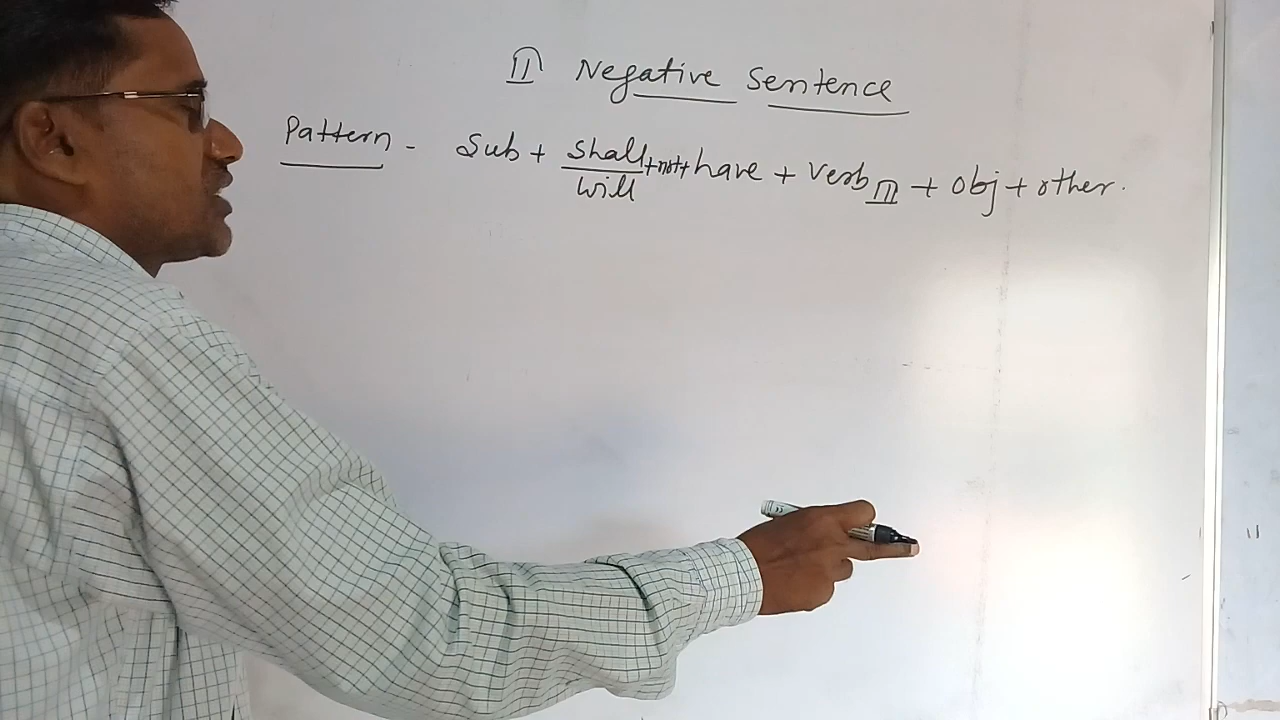 II Negative Sentence
Pattern - Sub + shall/will + not + have + Verb III + obj + other.